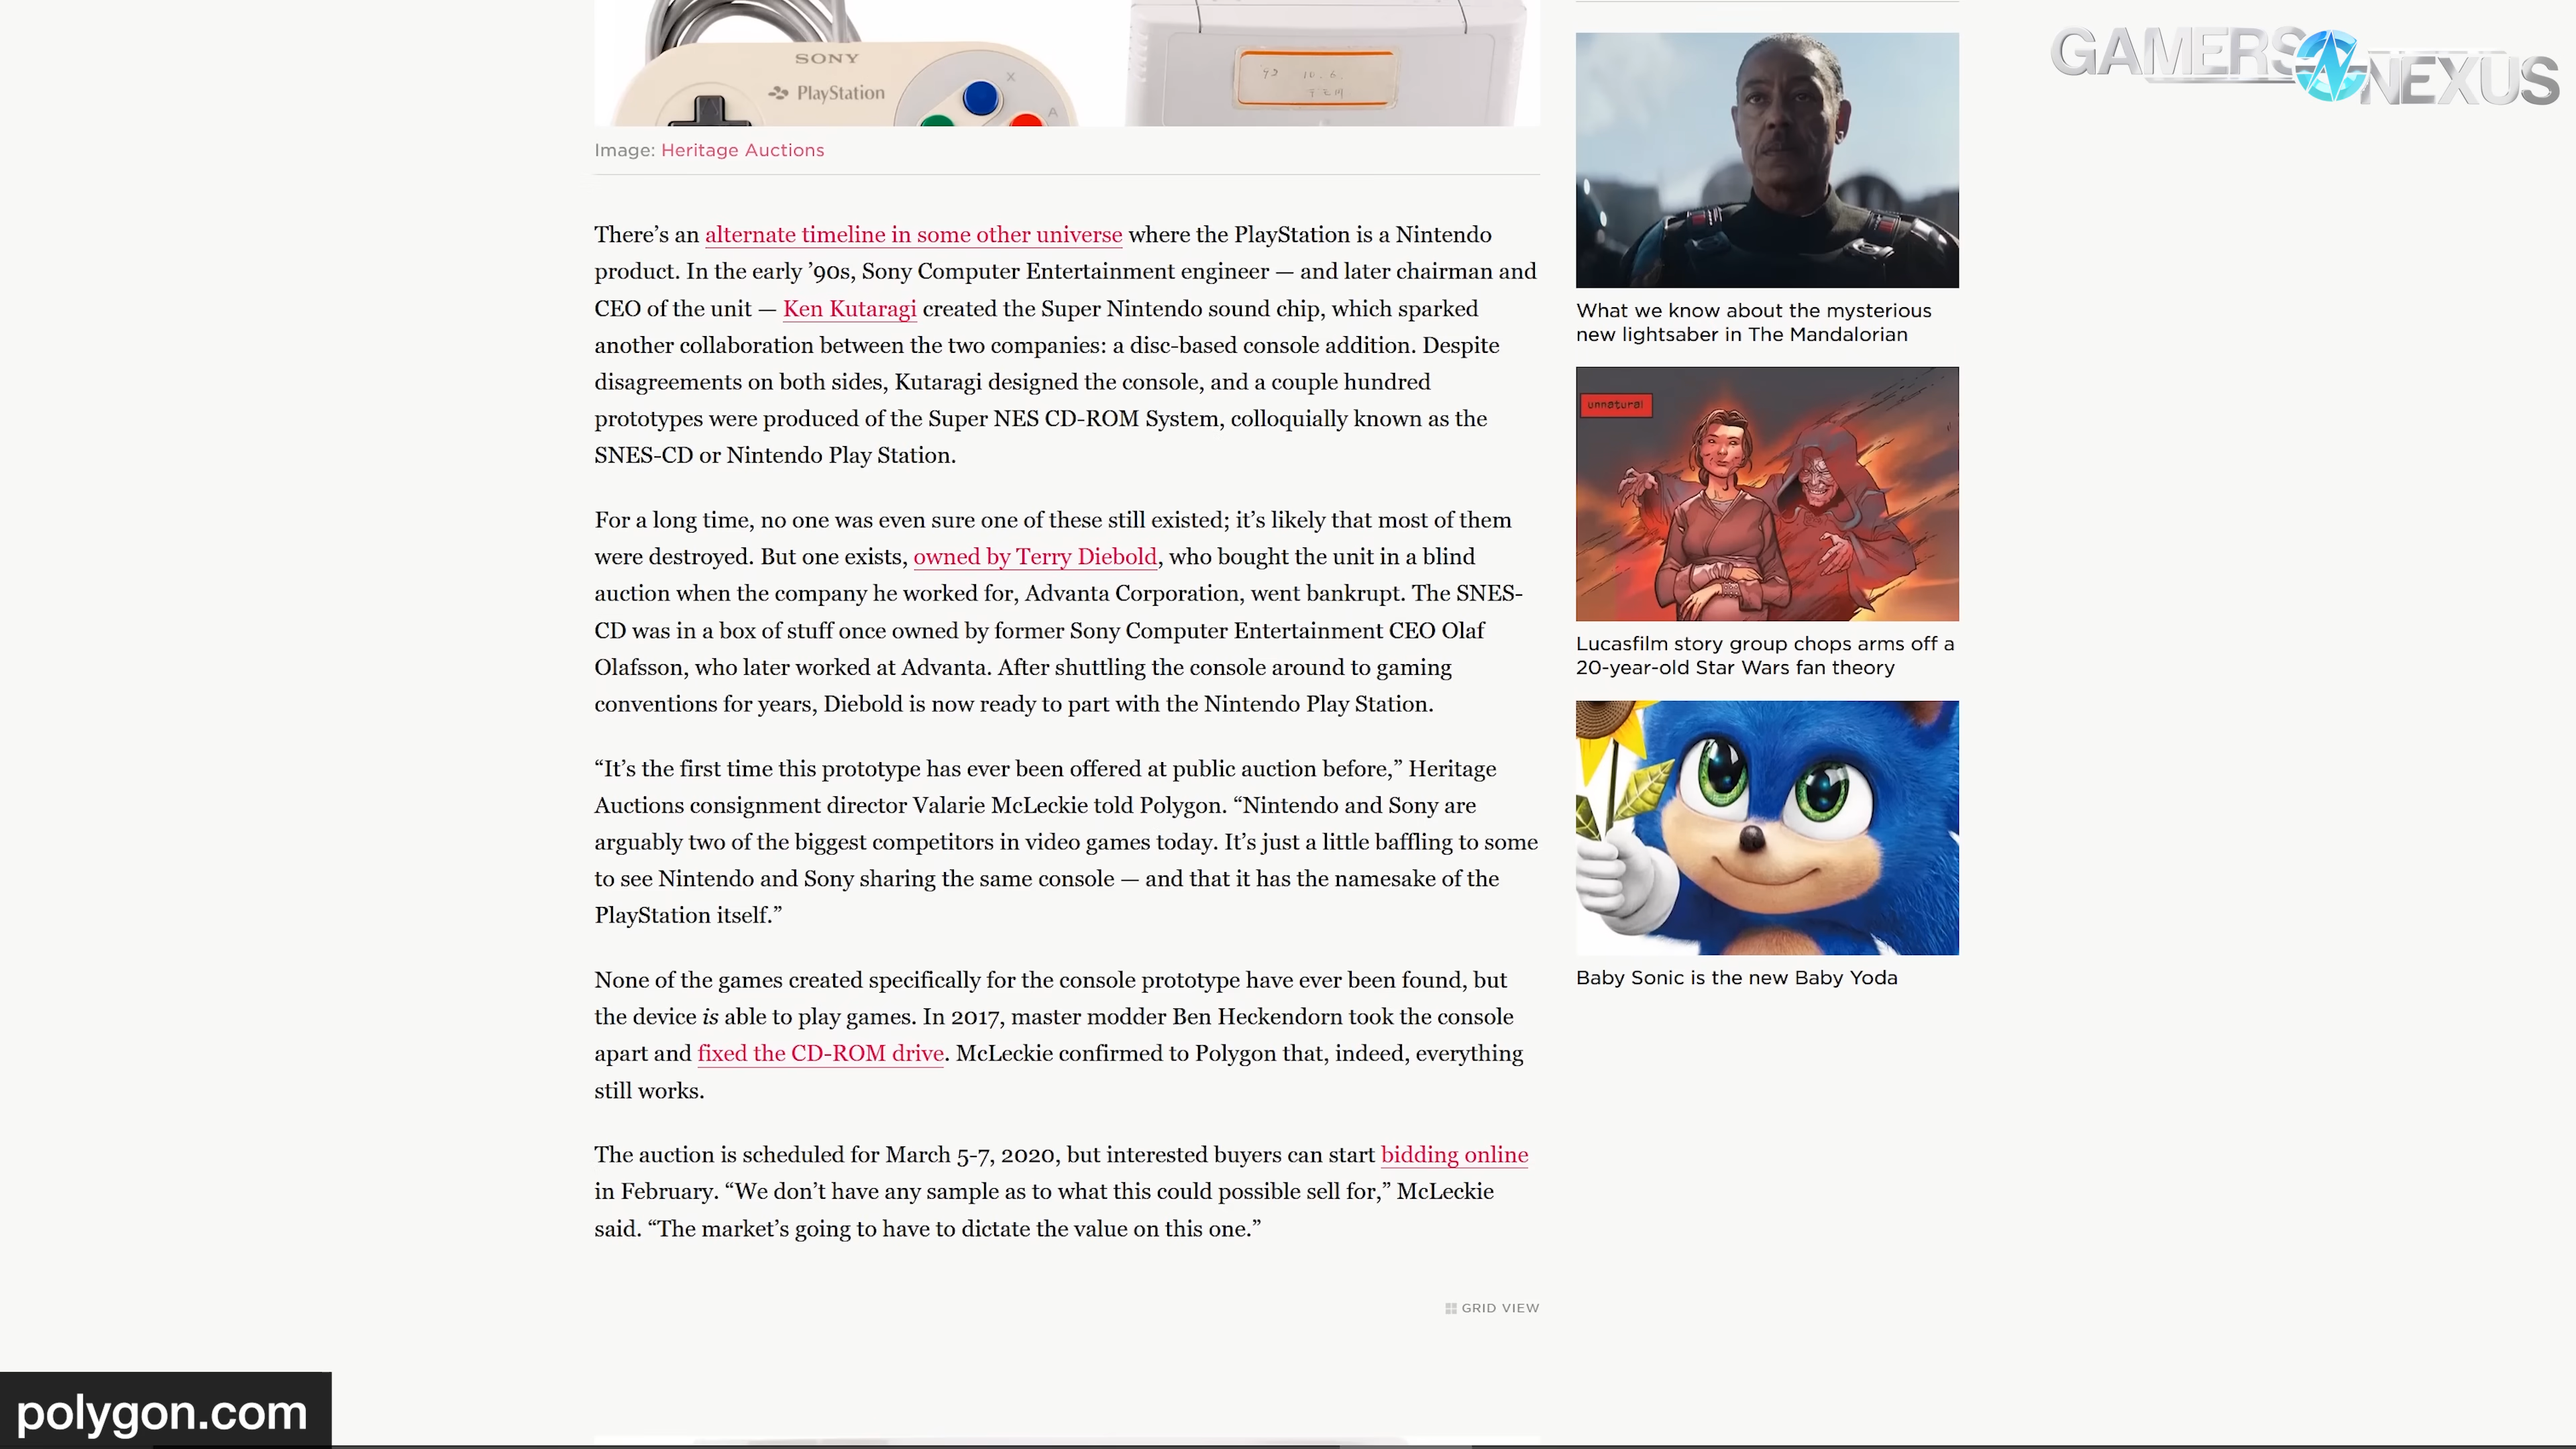 SONY
PlayStation
X
A
GAMERS NEXUS
Image: Heritage Auctions
There’s an alternate timeline in some other universe where the PlayStation is a Nintendo
product. In the early ’90s, Sony Computer Entertainment engineer — and later chairman and
CEO of the unit — Ken Kutaragi created the Super Nintendo sound chip, which sparked
another collaboration between the two companies: a disc-based console addition. Despite
disagreements on both sides, Kutaragi designed the console, and a couple hundred
prototypes were produced of the Super NES CD-ROM System, colloquially known as the
SNES-CD or Nintendo Play Station.
For a long time, no one was even sure one of these still existed; it’s likely that most of them
were destroyed. But one exists, owned by Terry Diebold, who bought the unit in a blind
auction when the company he worked for, Advanta Corporation, went bankrupt. The SNES-
CD was in a box of stuff once owned by former Sony Computer Entertainment CEO Olaf
Olafsson, who later worked at Advanta. After shuttling the console around to gaming
conventions for years, Diebold is now ready to part with the Nintendo Play Station.
“It’s the first time this prototype has ever been offered at public auction before,” Heritage
Auctions consignment director Valarie McLeckie told Polygon. “Nintendo and Sony are
arguably two of the biggest competitors in video games today. It’s just a little baffling to some
to see Nintendo and Sony sharing the same console — and that it has the namesake of the
PlayStation itself.”
None of the games created specifically for the console prototype have ever been found, but
the device is able to play games. In 2017, master modder Ben Heckendorn took the console
apart and fixed the CD-ROM drive. McLeckie confirmed to Polygon that, indeed, everything
still works.
The auction is scheduled for March 5-7, 2020, but interested buyers can start bidding online
in February. “We don’t have any sample as to what this could possible sell for,” McLeckie
said. “The market’s going to have to dictate the value on this one.”
GRID VIEW
What we know about the mysterious
new lightsaber in The Mandalorian
unnatural
Lucasfilm story group chops arms off a
20-year-old Star Wars fan theory
Baby Sonic is the new Baby Yoda
polygon.com